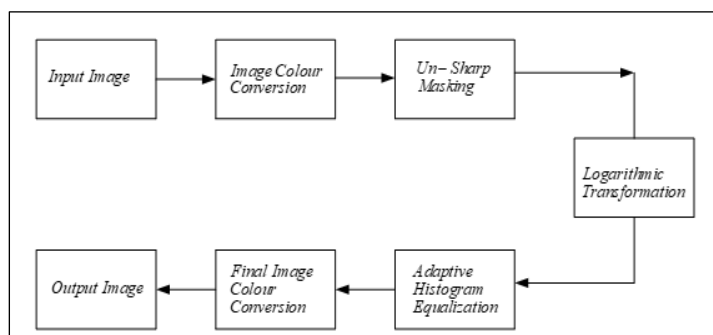 Input Image
Image Colour
Conversion
Un– Sharp
Masking
Logarithmic
Transformation
Adaptive
Histogram
Equalization
Final Image
Colour
Conversion
Output Image